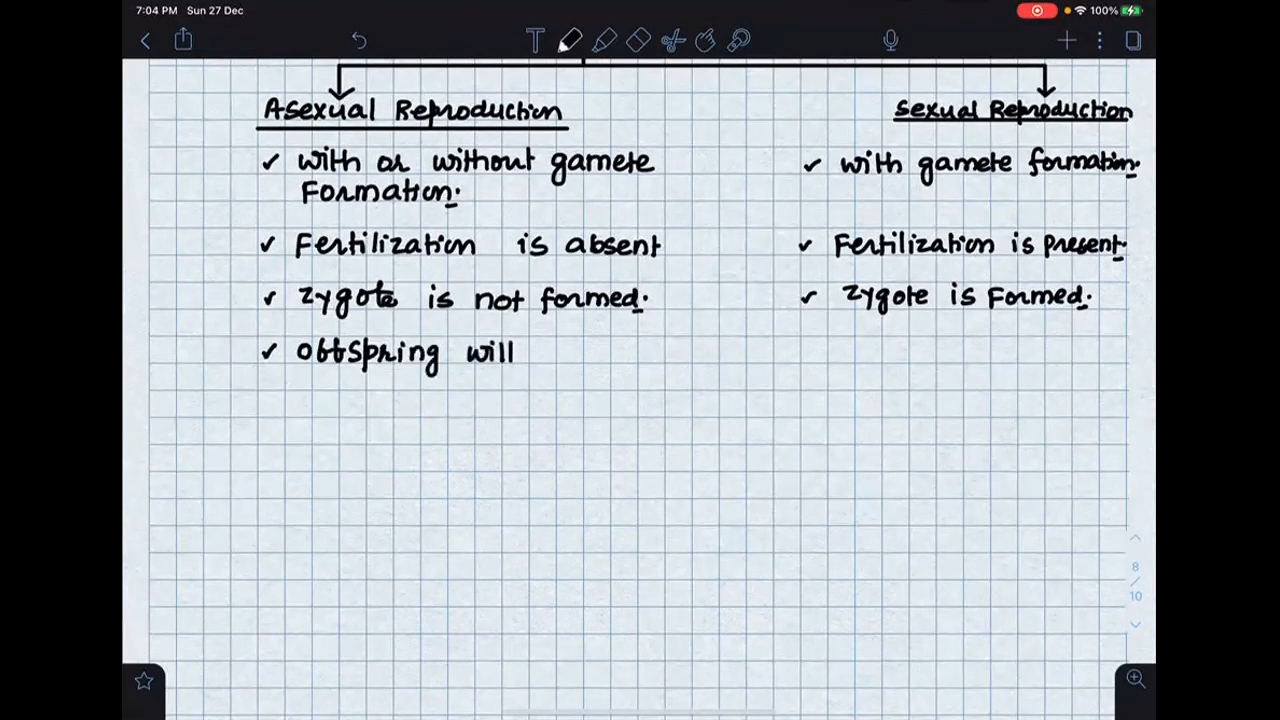 7:04 PM Sun 27 Dec
100%
Asexual Reproduction
✓ with or without gamete
Formation.
✓ Fertilization is absent
✓ Zygote is not formed.
✓ offspring will
Sexual Reproduction
✓ with gamete formation.
✓ Fertilization is present.
✓ Zygote is Formed.
8
/
10